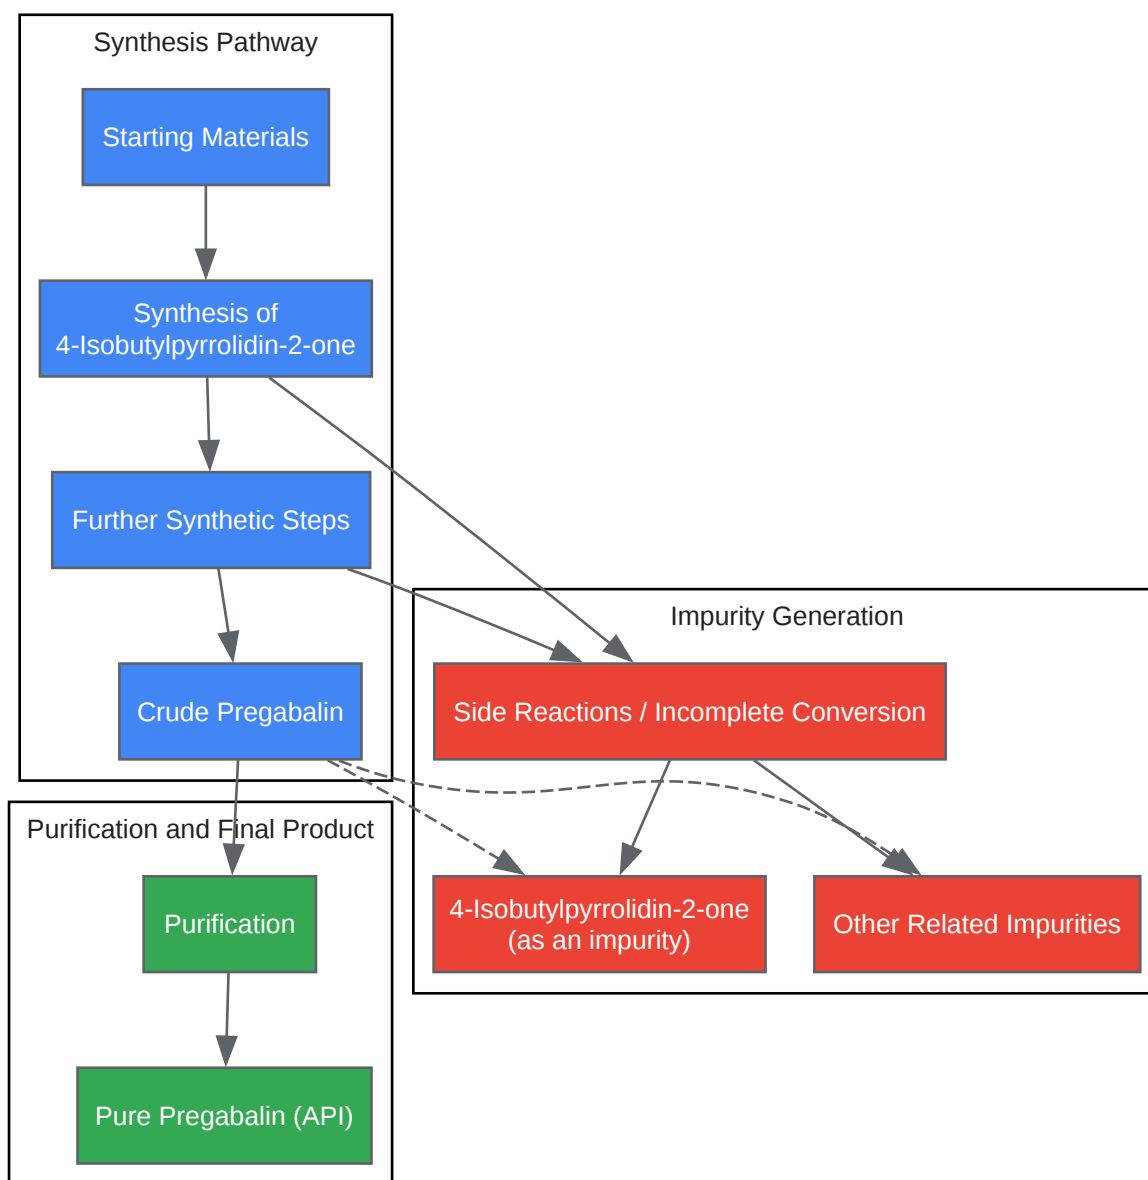 Synthesis Pathway
Starting Materials
Synthesis of
4-Isobutylpyrrolidin-2-one
Further Synthetic Steps
Crude Pregabalin
Impurity Generation
Side Reactions / Incomplete Conversion
4-Isobutylpyrrolidin-2-one
(as an impurity)
Other Related Impurities
Purification and Final Product
Purification
Pure Pregabalin (API)